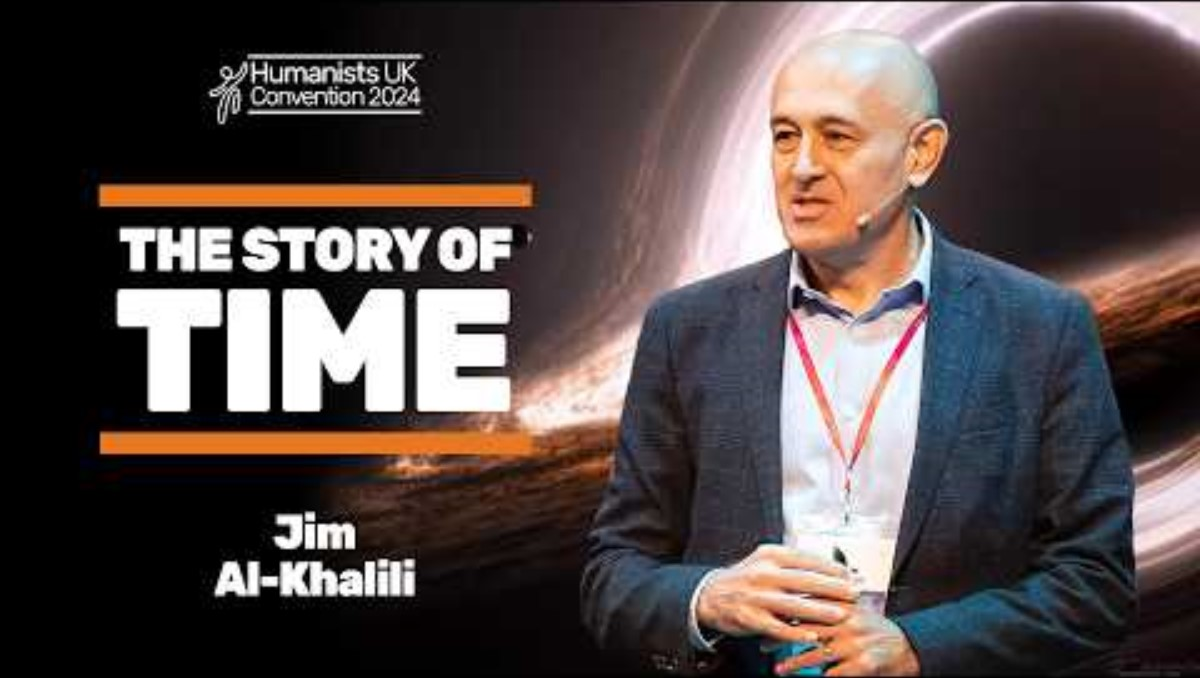 Humanists UK
Convention 2024
THE STORY OF
TIME
Jim
Al-Khalili